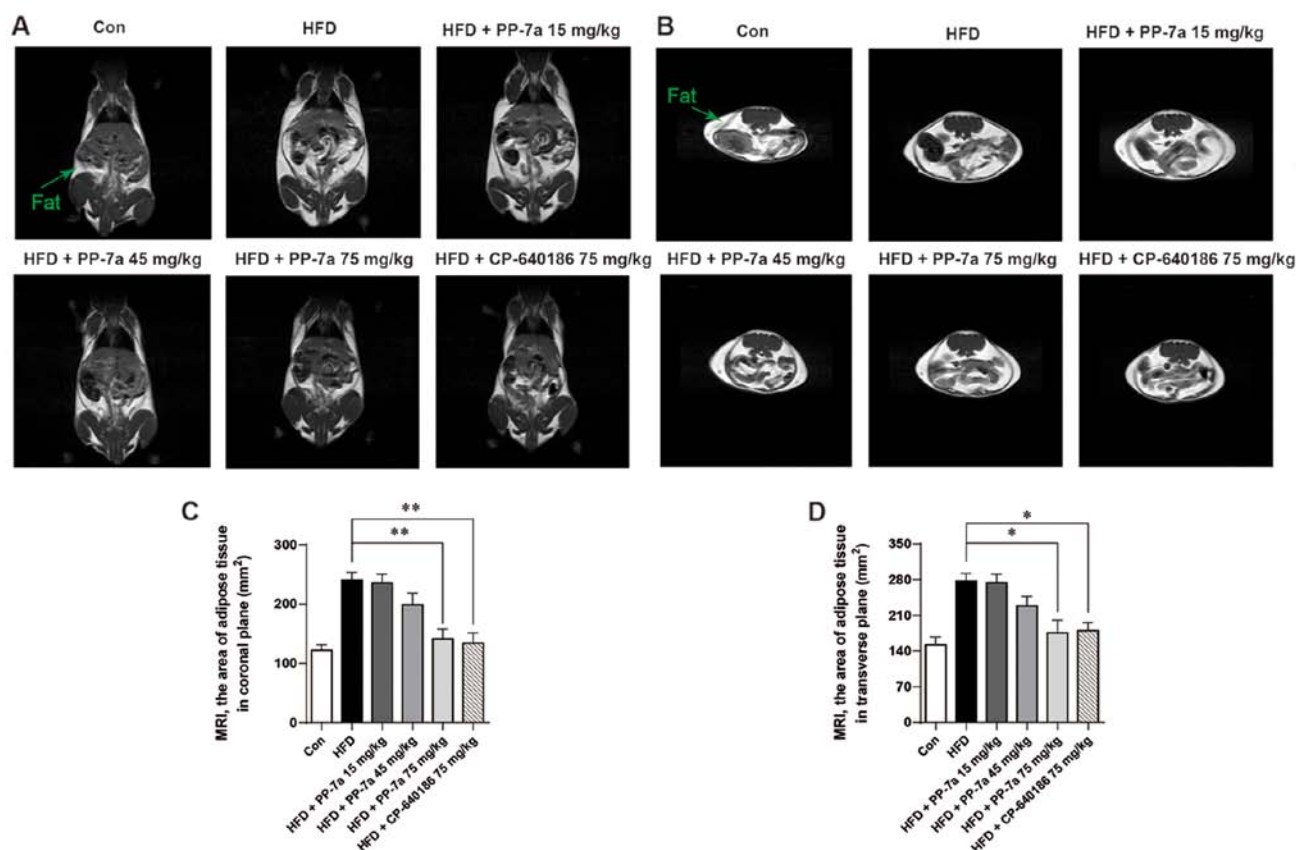 A
Con
HFD
HFD + PP-7a 15 mg/kg
Fat
HFD + PP-7a 45 mg/kg
HFD + PP-7a 75 mg/kg
HFD + CP-640186 75 mg/kg
B
Con
HFD
HFD + PP-7a 15 mg/kg
Fat
HFD + PP-7a 45 mg/kg
HFD + PP-7a 75 mg/kg
HFD + CP-640186 75 mg/kg
C
MRI, the area of adipose tissue
in coronal plane (mm²)
300
200
100
0
**
**
Con
HFD
HFD + PP-7a 15 mg/kg
HFD + PP-7a 45 mg/kg
HFD + PP-7a 75 mg/kg
HFD + CP-640186 75 mg/kg
D
MRI, the area of adipose tissue
in transverse plane (mm²)
350
280
210
140
70
0
*
*
Con
HFD
HFD + PP-7a 15 mg/kg
HFD + PP-7a 45 mg/kg
HFD + PP-7a 75 mg/kg
HFD + CP-640186 75 mg/kg